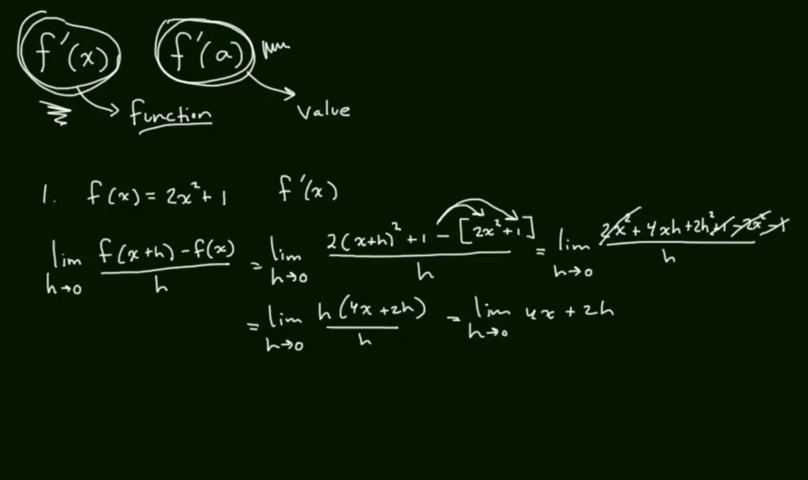 f'(x) f'(a)
function value
1. f(x) = 2x² + 1 f'(x)
lim h→0 f(x+h) - f(x) / h = lim h→0 2(x+h)² + 1 - [2x² + 1] / h = lim h→0 2x² + 4xh + 2h² + 1 - 2x² - 1 / h
= lim h→0 h(4x + 2h) / h = lim h→0 4x + 2h